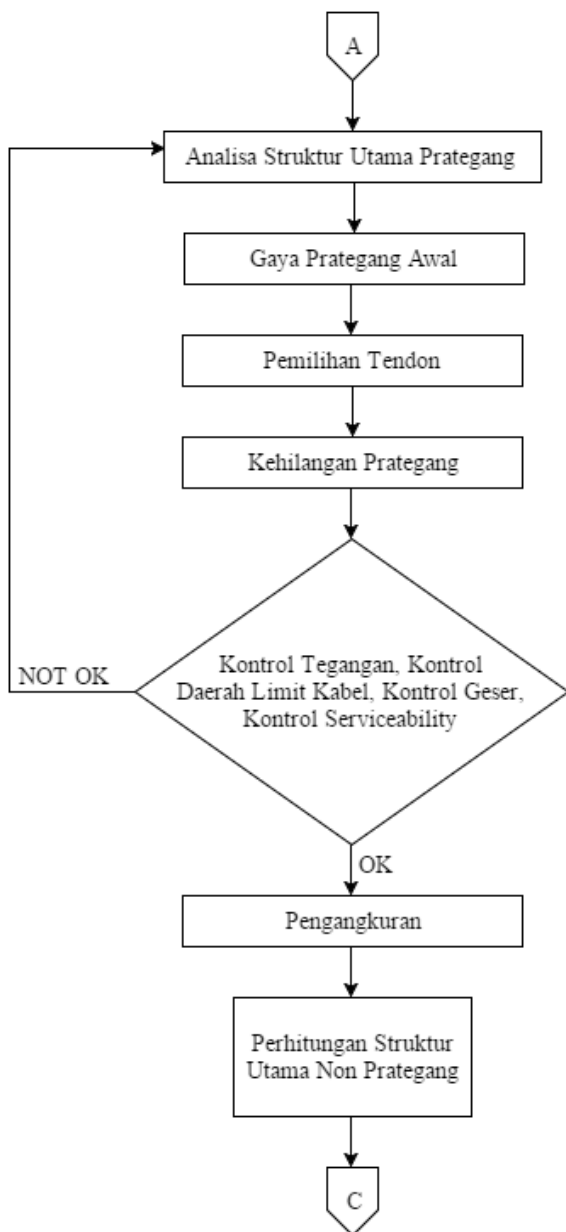 A
Analisa Struktur Utama Prategang
Gaya Prategang Awal
Pemilihan Tendon
Kehilangan Prategang
Kontrol Tegangan, Kontrol
Daerah Limit Kabel, Kontrol Geser,
Kontrol Serviceability
NOT OK
OK
Pengangkuran
Perhitungan Struktur
Utama Non Prategang
C